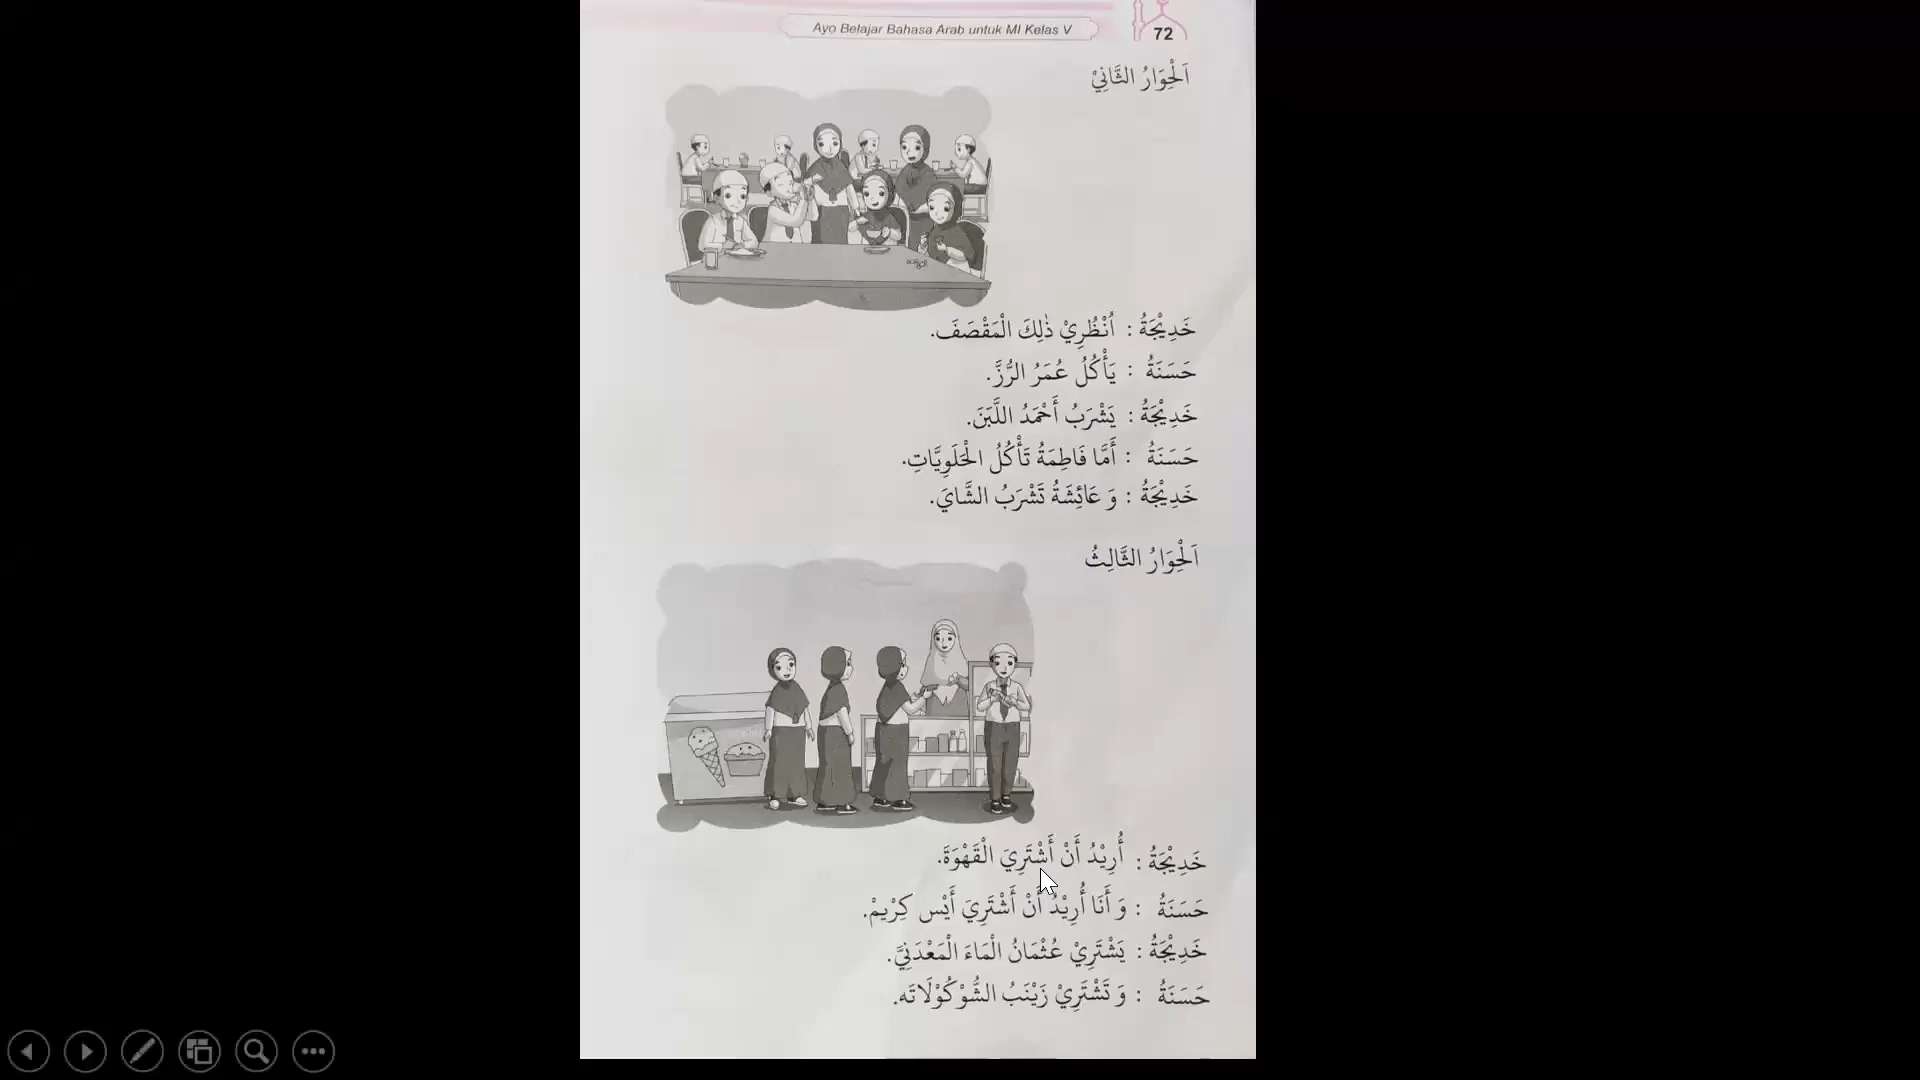 Ayo Belajar Bahasa Arab untuk MI Kelas V
72
اَلْحِوَارُ الثَّانِيْ
خَدِيْجَةُ : اُنْظُرِيْ ذٰلِكَ الْمَقْصَفَ.
حَسَنَةُ : يَأْكُلُ عُمَرُ الرُّزَّ.
خَدِيْجَةُ : يَشْرَبُ أَحْمَدُ اللَّبَنَ.
حَسَنَةُ : أَمَّا فَاطِمَةُ تَأْكُلُ الْحَلَوِيَّاتِ.
خَدِيْجَةُ : وَ عَائِشَةُ تَشْرَبُ الشَّايَ.
اَلْحِوَارُ الثَّالِثُ
خَدِيْجَةُ : أُرِيْدُ أَنْ أَشْتَرِيَ الْقَهْوَةَ.
حَسَنَةُ : وَ أَنَا أُرِيْدُ أَنْ أَشْتَرِيَ أَيْس كِرْيمْ.
خَدِيْجَةُ : يَشْتَرِيْ عُثْمَانُ الْمَاءَ الْمَعْدَنِيَّ.
حَسَنَةُ : وَ تَشْتَرِيْ زَيْنَبُ الشُّوْكُوْلَاتَه.